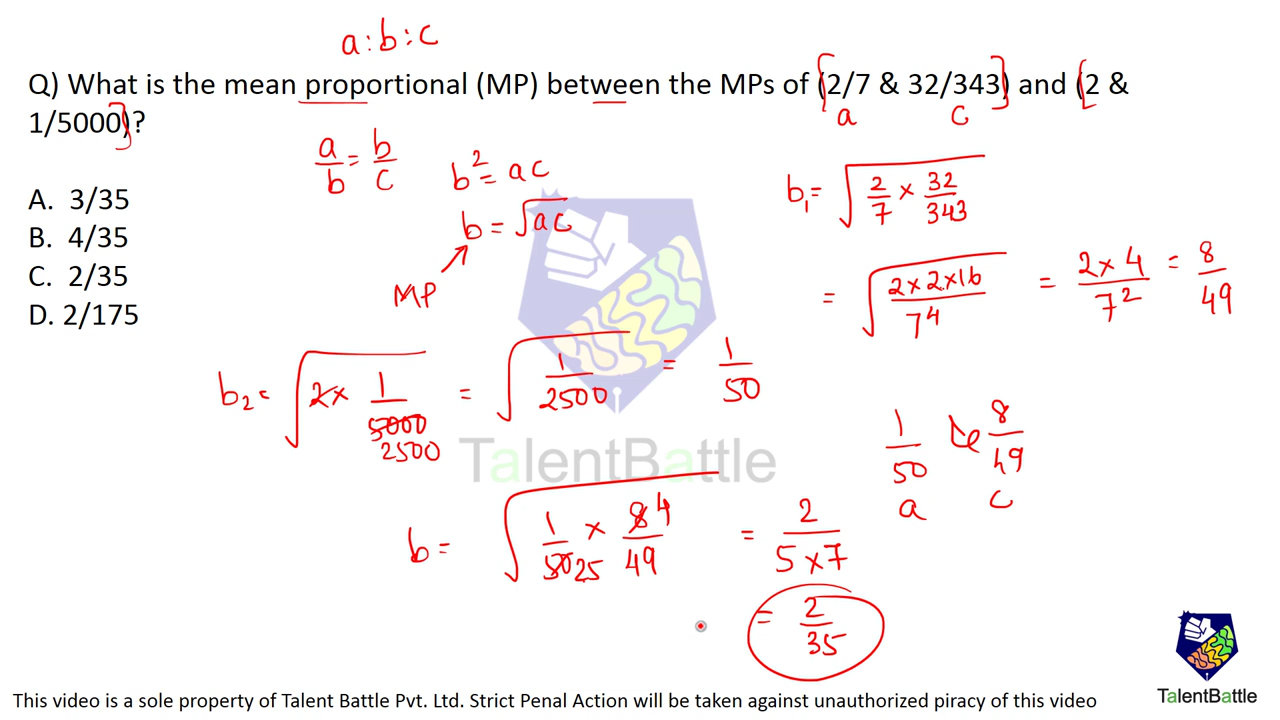 a : b : c
Q) What is the mean proportional (MP) between the MPs of (2/7 & 32/343) and (2 &
1/5000)?
a c
a/b = b/c
b² = ac
b = √ac
MP
A. 3/35
B. 4/35
C. 2/35
D. 2/175
b₁ = √(2/7 × 32/343)
= √(2×2×16/7⁴) = 2×4/7² = 8/49
b₂ = √(2 × 1/5000 2500) = √(1/2500) = 1/50
1/50 & 8/49
a c
TalentBattle
b = √(1/50 25 × 8 4/49) = 2/5×7
= 2/35
TalentBattle
This video is a sole property of Talent Battle Pvt. Ltd. Strict Penal Action will be taken against unauthorized piracy of this video